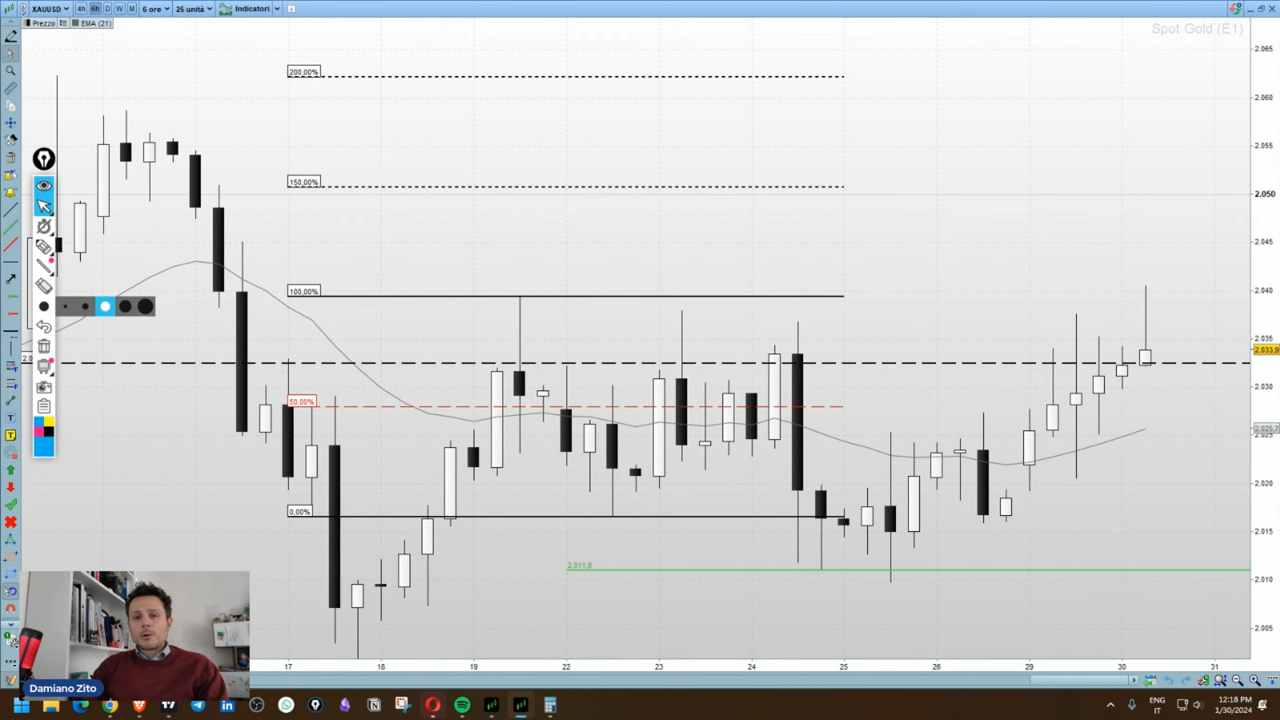 XAUUSD 4h 6h D W M 6 ore 25 unità Indicatori
Prezzo EMA (21)
Spot Gold (E1)
2.065
200,00%
2.060
2.055
2.050
150,00%
2.045
2.040
100,00%
2.033,9
2.030
50,00%
2.025,7
2.020
0,00%
2.015
2.011,0
2.010
2.005
17 18 19 22 23 24 25 26 29 30 31
Damiano Zito
ENG
IT
12:18 PM
1/30/2024